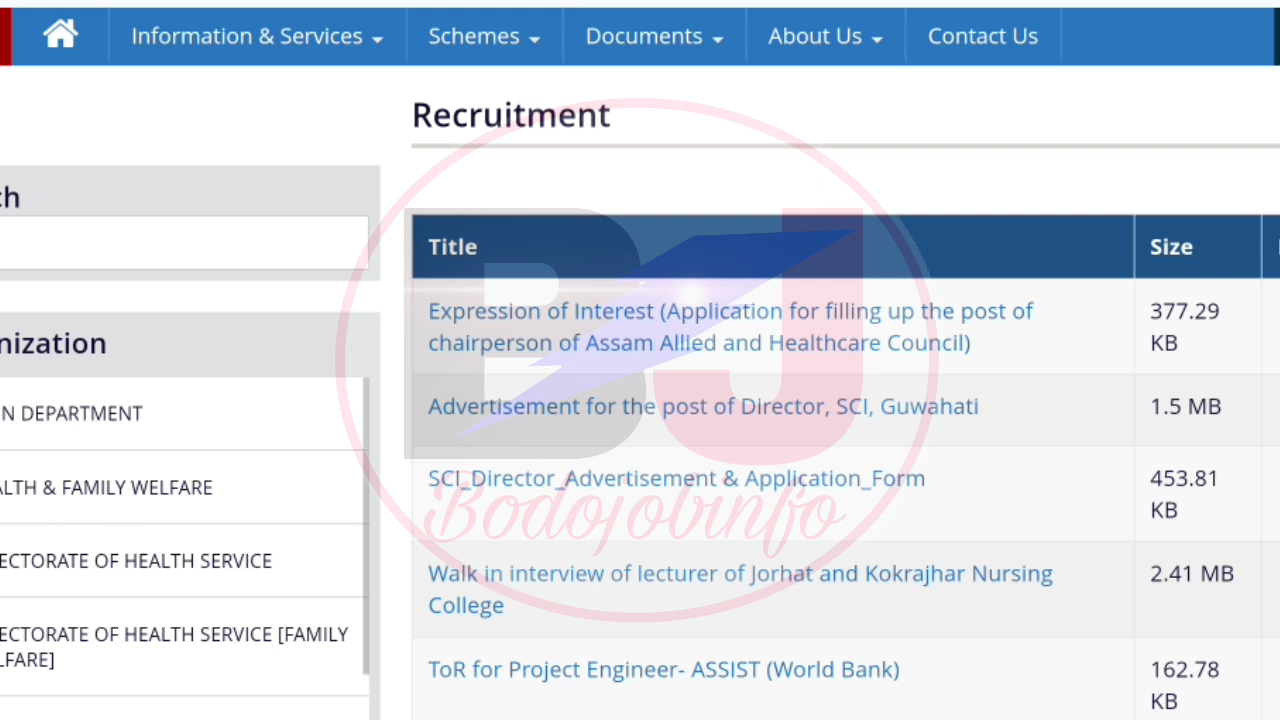 Information & Services
Schemes
Documents
About Us
Contact Us
Recruitment
ch
nization
N DEPARTMENT
ALTH & FAMILY WELFARE
ECTORATE OF HEALTH SERVICE
ECTORATE OF HEALTH SERVICE [FAMILY
LFARE]
Title
Size
Expression of Interest (Application for filling up the post of
chairperson of Assam Allied and Healthcare Council)
377.29
KB
Advertisement for the post of Director, SCI, Guwahati
1.5 MB
SCI_Director_Advertisement & Application_Form
453.81
KB
Walk in interview of lecturer of Jorhat and Kokrajhar Nursing
College
2.41 MB
ToR for Project Engineer- ASSIST (World Bank)
162.78
KB
BJ
Bodojobinfo